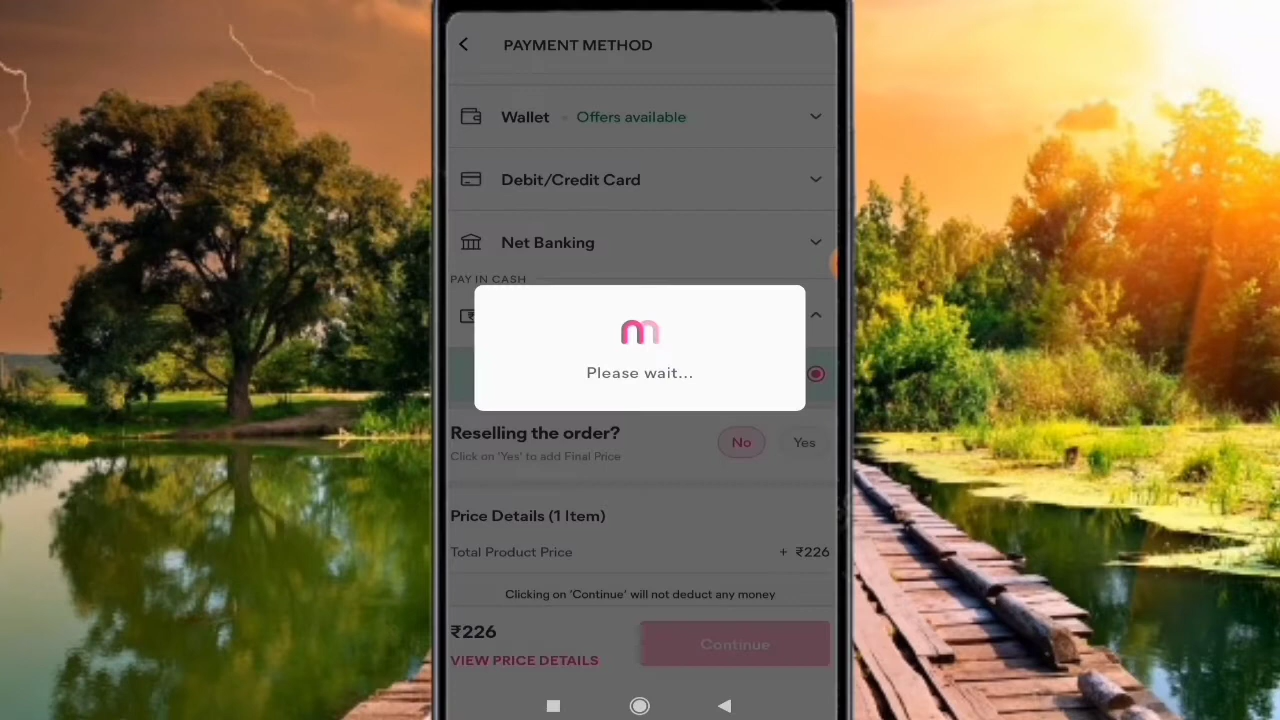 PAYMENT METHOD
Wallet Offers available
Debit/Credit Card
Net Banking
PAY IN CASH
Please wait...
Reselling the order? No Yes
Click on 'Yes' to add Final Price
Price Details (1 Item)
Total Product Price + ₹226
Clicking on 'Continue' will not deduct any money
₹226
VIEW PRICE DETAILS
Continue